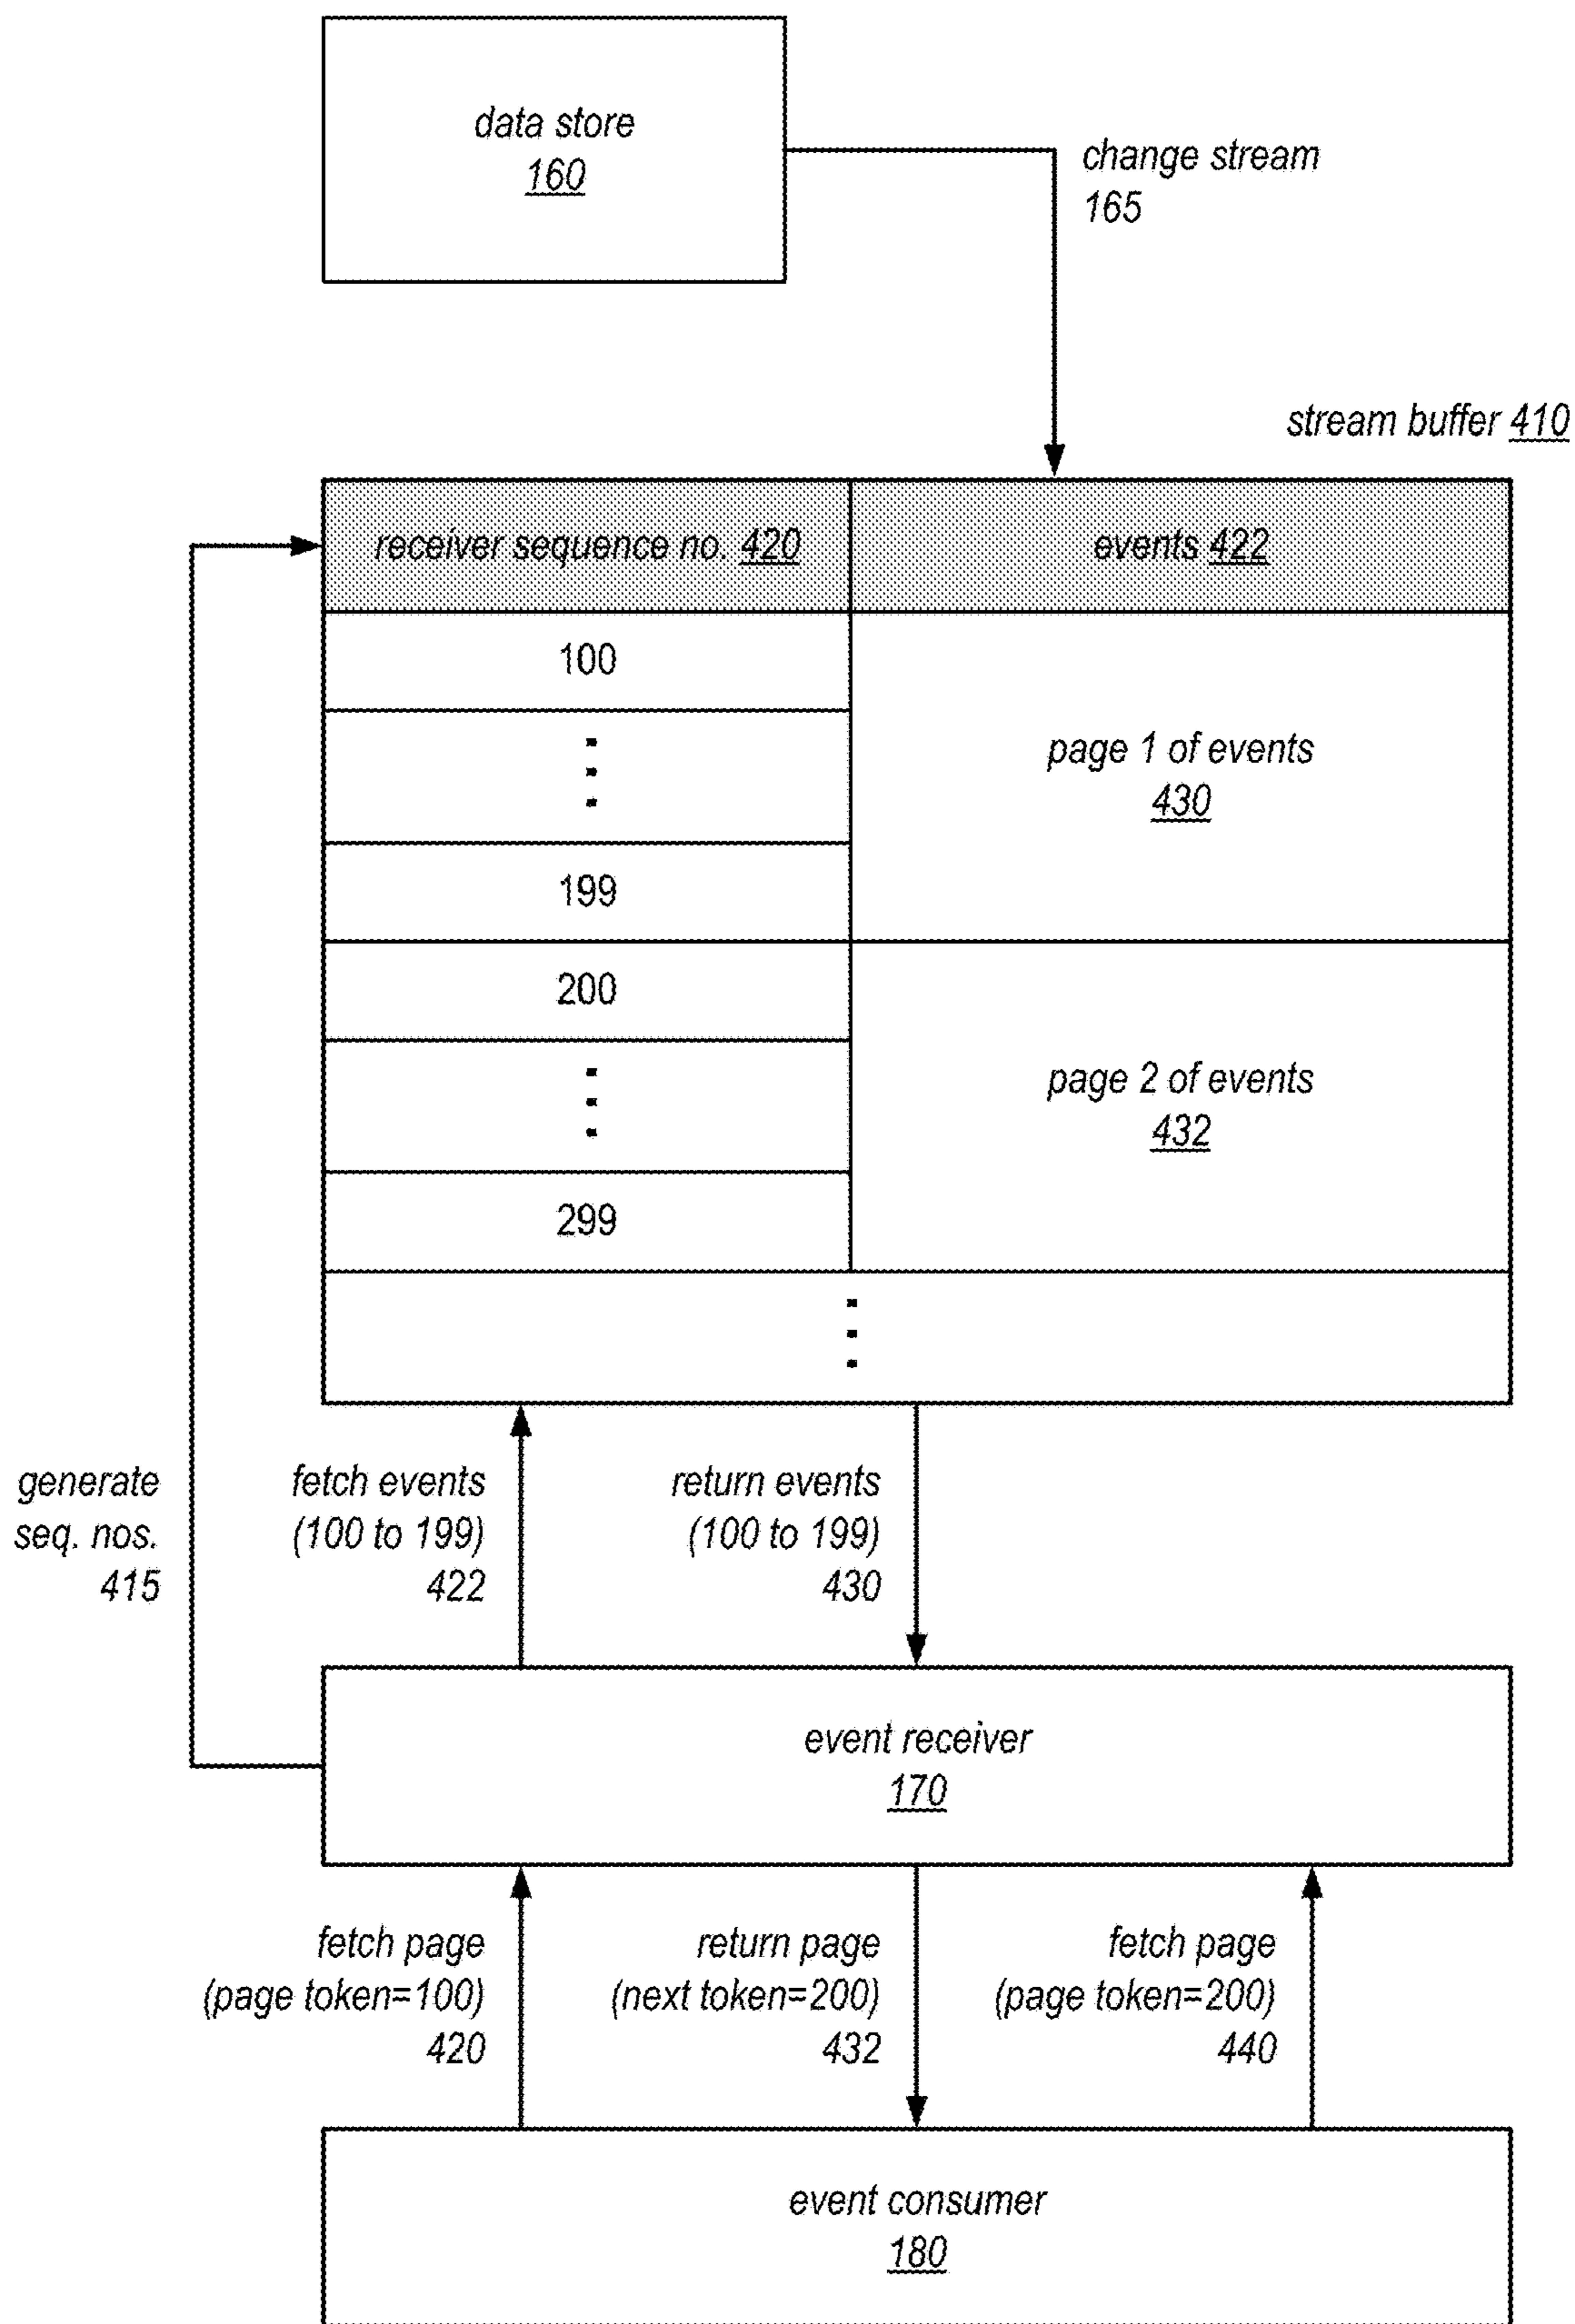 data store
160
change stream
165
stream buffer 410
receiver sequence no. 420
events 422
100
page 1 of events
430
199
200
page 2 of events
432
299
generate
seq. nos.
415
fetch events
(100 to 199)
422
return events
(100 to 199)
430
event receiver
170
fetch page
(page token=100)
420
return page
(next token=200)
432
fetch page
(page token=200)
440
event consumer
180